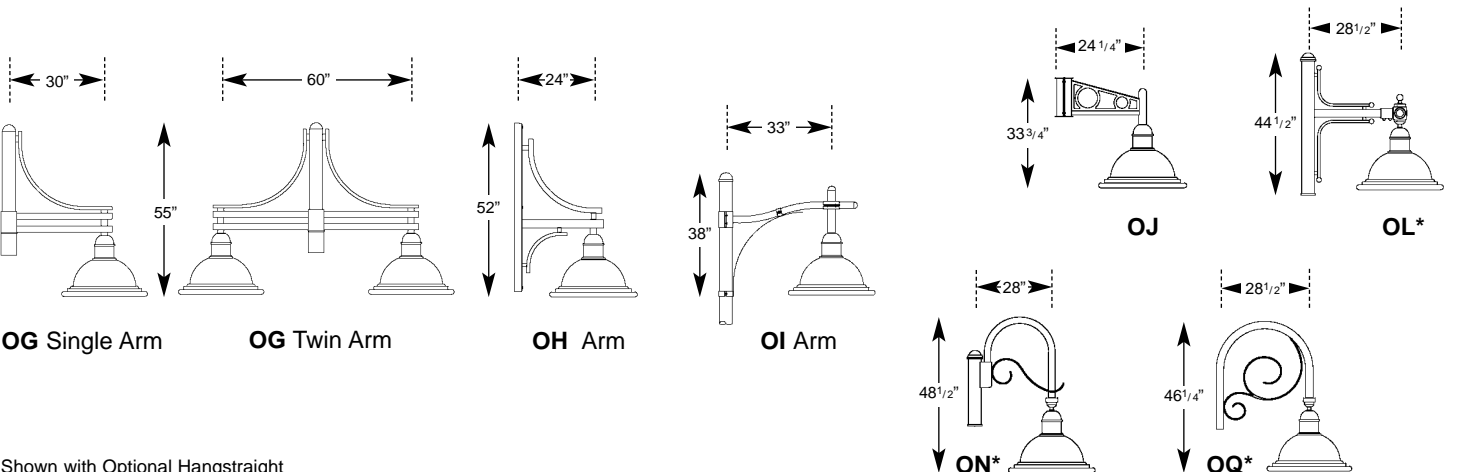 30”
60”
24”
33”
24 1/4”
28 1/2”
55”
52”
38”
33 3/4”
44 1/2”
OG Single Arm
OG Twin Arm
OH Arm
OI Arm
OJ
OL*
28”
28 1/2”
48 1/2”
46 1/4”
ON*
OQ*
Shown with Optional Hangstraight